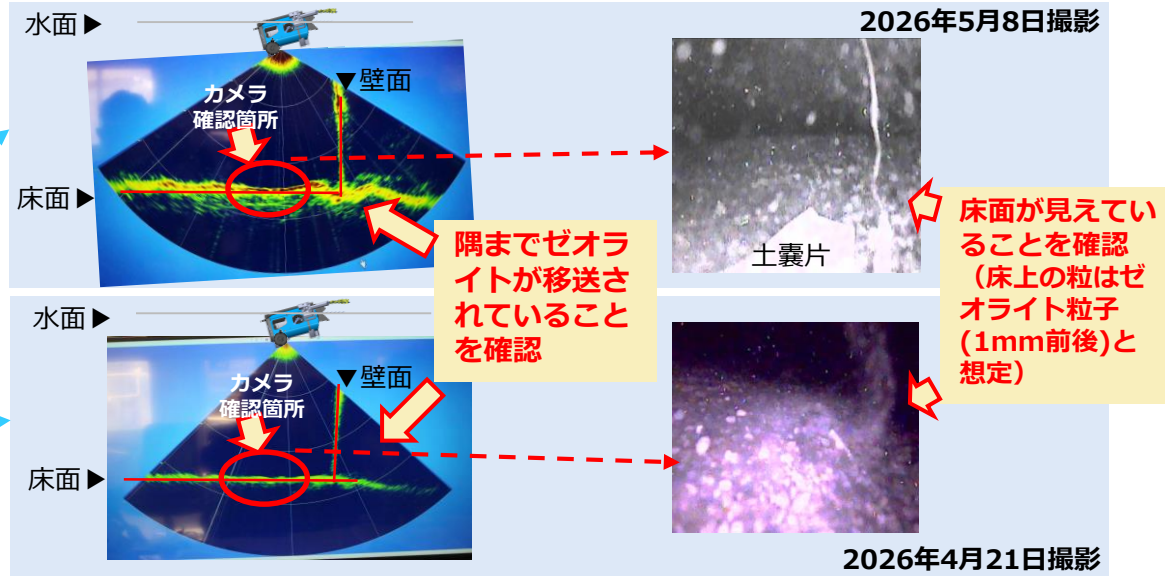 2026年5月8日撮影
水面▶
▼壁面
カメラ
確認箇所
床面▶
土嚢片
隅までゼオラ
イトが移送さ
れていること
を確認
床面が見えてい
ることを確認
（床上の粒はゼ
オライト粒子
(1mm前後)と
想定）
水面▶
▼壁面
カメラ
確認箇所
床面▶
2026年4月21日撮影